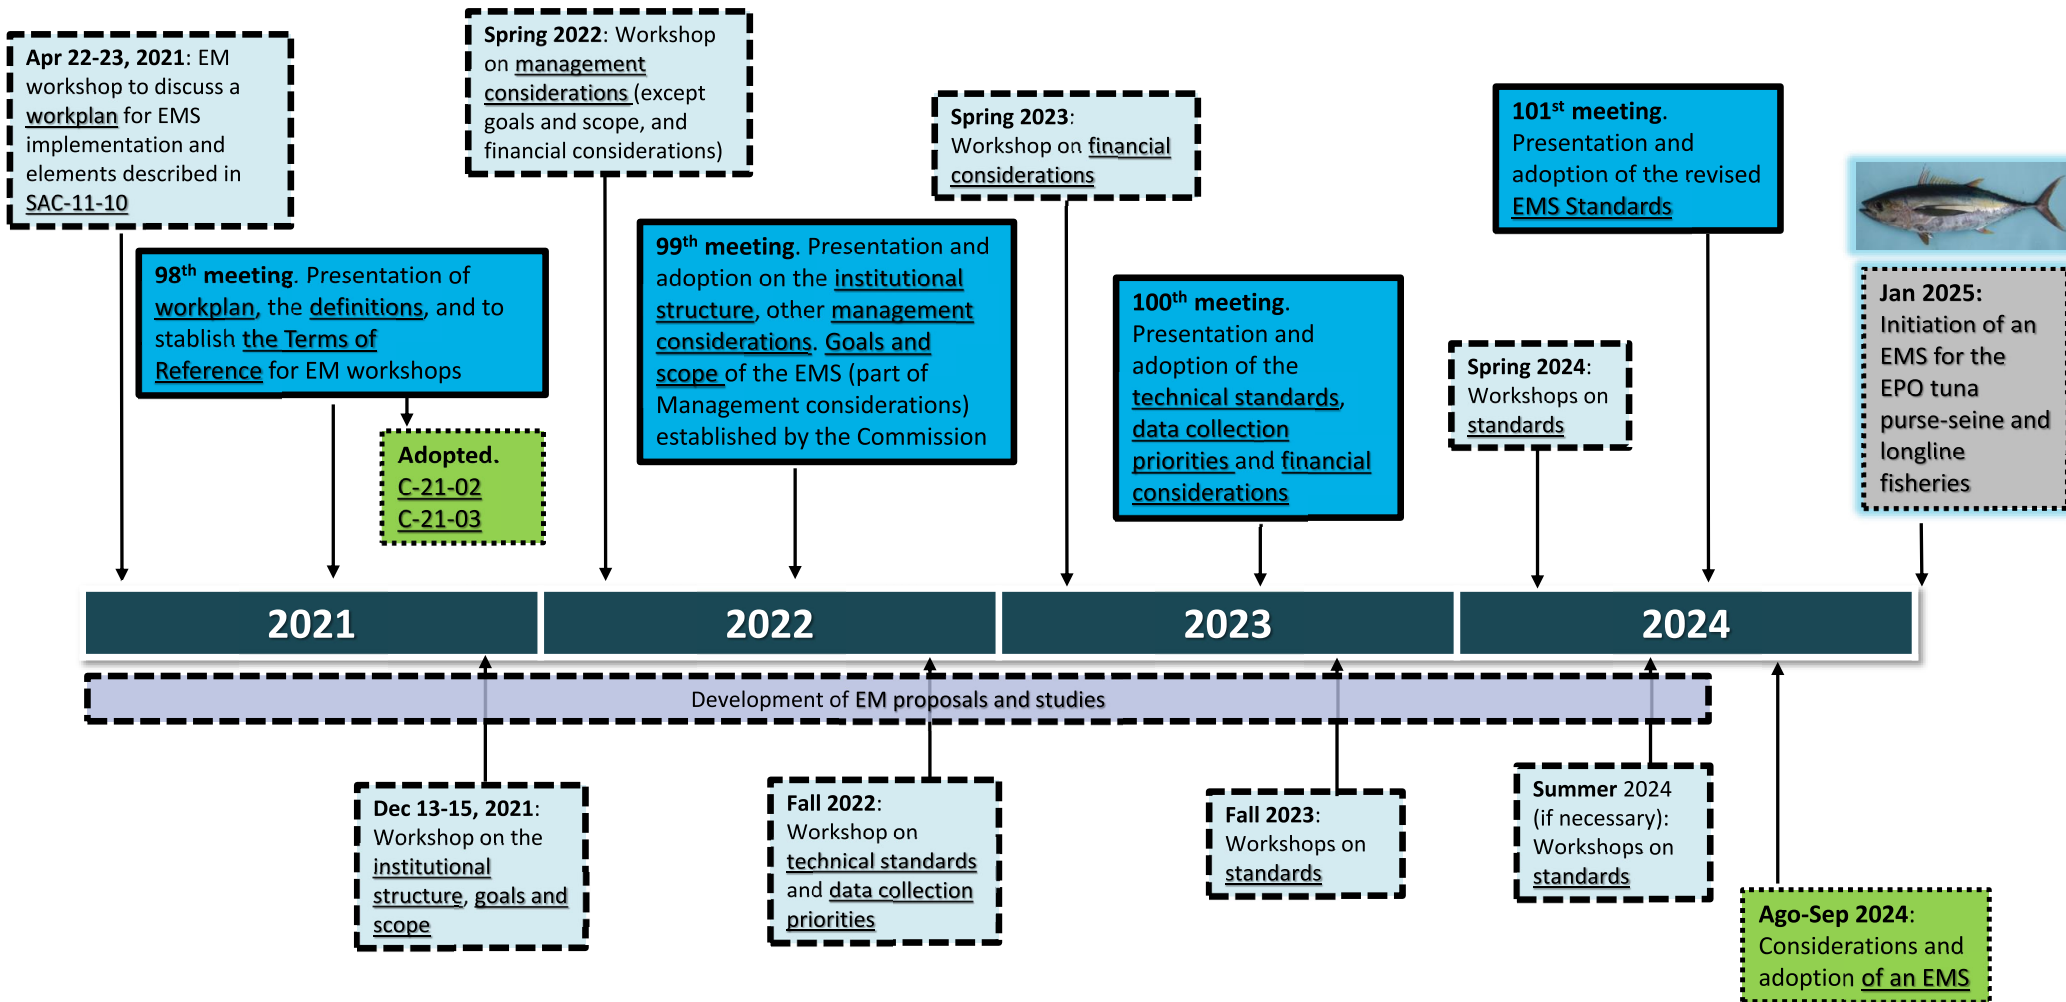 Apr 22-23, 2021: EM
workshop to discuss a
workplan for EMS
implementation and
elements described in
SAC-11-10
98th meeting. Presentation of
workplan, the definitions, and to
stablish the Terms of
Reference for EM workshops
Adopted.
C-21-02
C-21-03
Spring 2022: Workshop
on management
considerations (except
goals and scope, and
financial considerations)
99th meeting. Presentation and
adoption on the institutional
structure, other management
considerations. Goals and
scope of the EMS (part of
Management considerations)
established by the Commission
Spring 2023:
Workshop on financial
considerations
100th meeting.
Presentation and
adoption of the
technical standards,
data collection
priorities and financial
considerations
Spring 2024:
Workshops on
standards
101st meeting.
Presentation and
adoption of the revised
EMS Standards
Jan 2025:
Initiation of an
EMS for the
EPO tuna
purse-seine and
longline
fisheries
2021
2022
2023
2024
Development of EM proposals and studies
Dec 13-15, 2021:
Workshop on the
institutional
structure, goals and
scope
Fall 2022:
Workshop on
technical standards
and data collection
priorities
Fall 2023:
Workshops on
standards
Summer 2024
(if necessary):
Workshops on
standards
Ago-Sep 2024:
Considerations and
adoption of an EMS